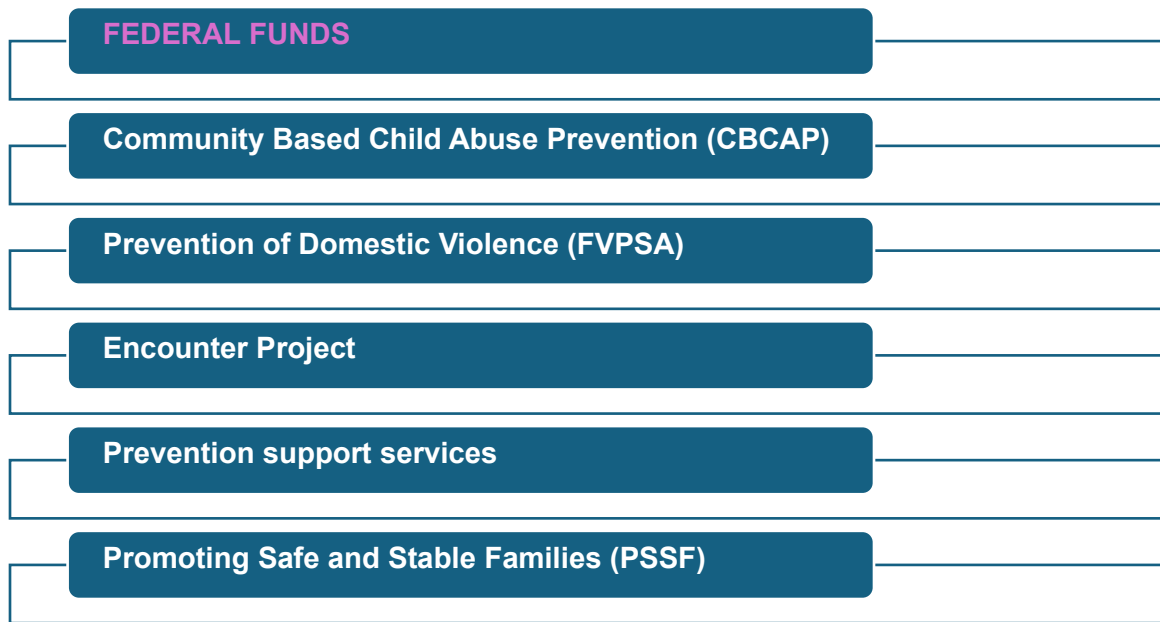 FEDERAL FUNDS
Community Based Child Abuse Prevention (CBCAP)
Prevention of Domestic Violence (FVPSA)
Encounter Project
Prevention support services
Promoting Safe and Stable Families (PSSF)